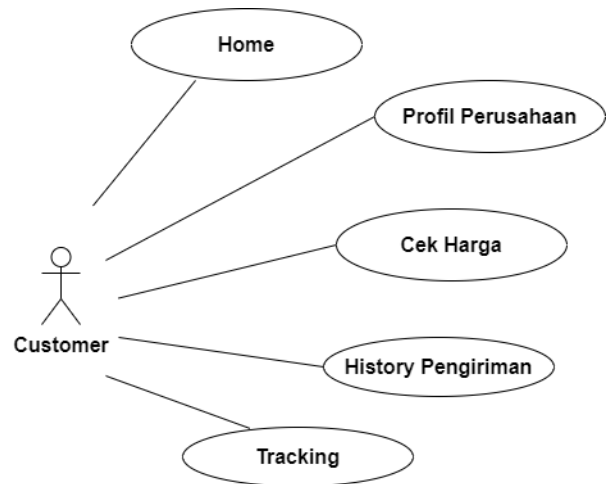 Home
Profil Perusahaan
Cek Harga
Customer
History Pengiriman
Tracking